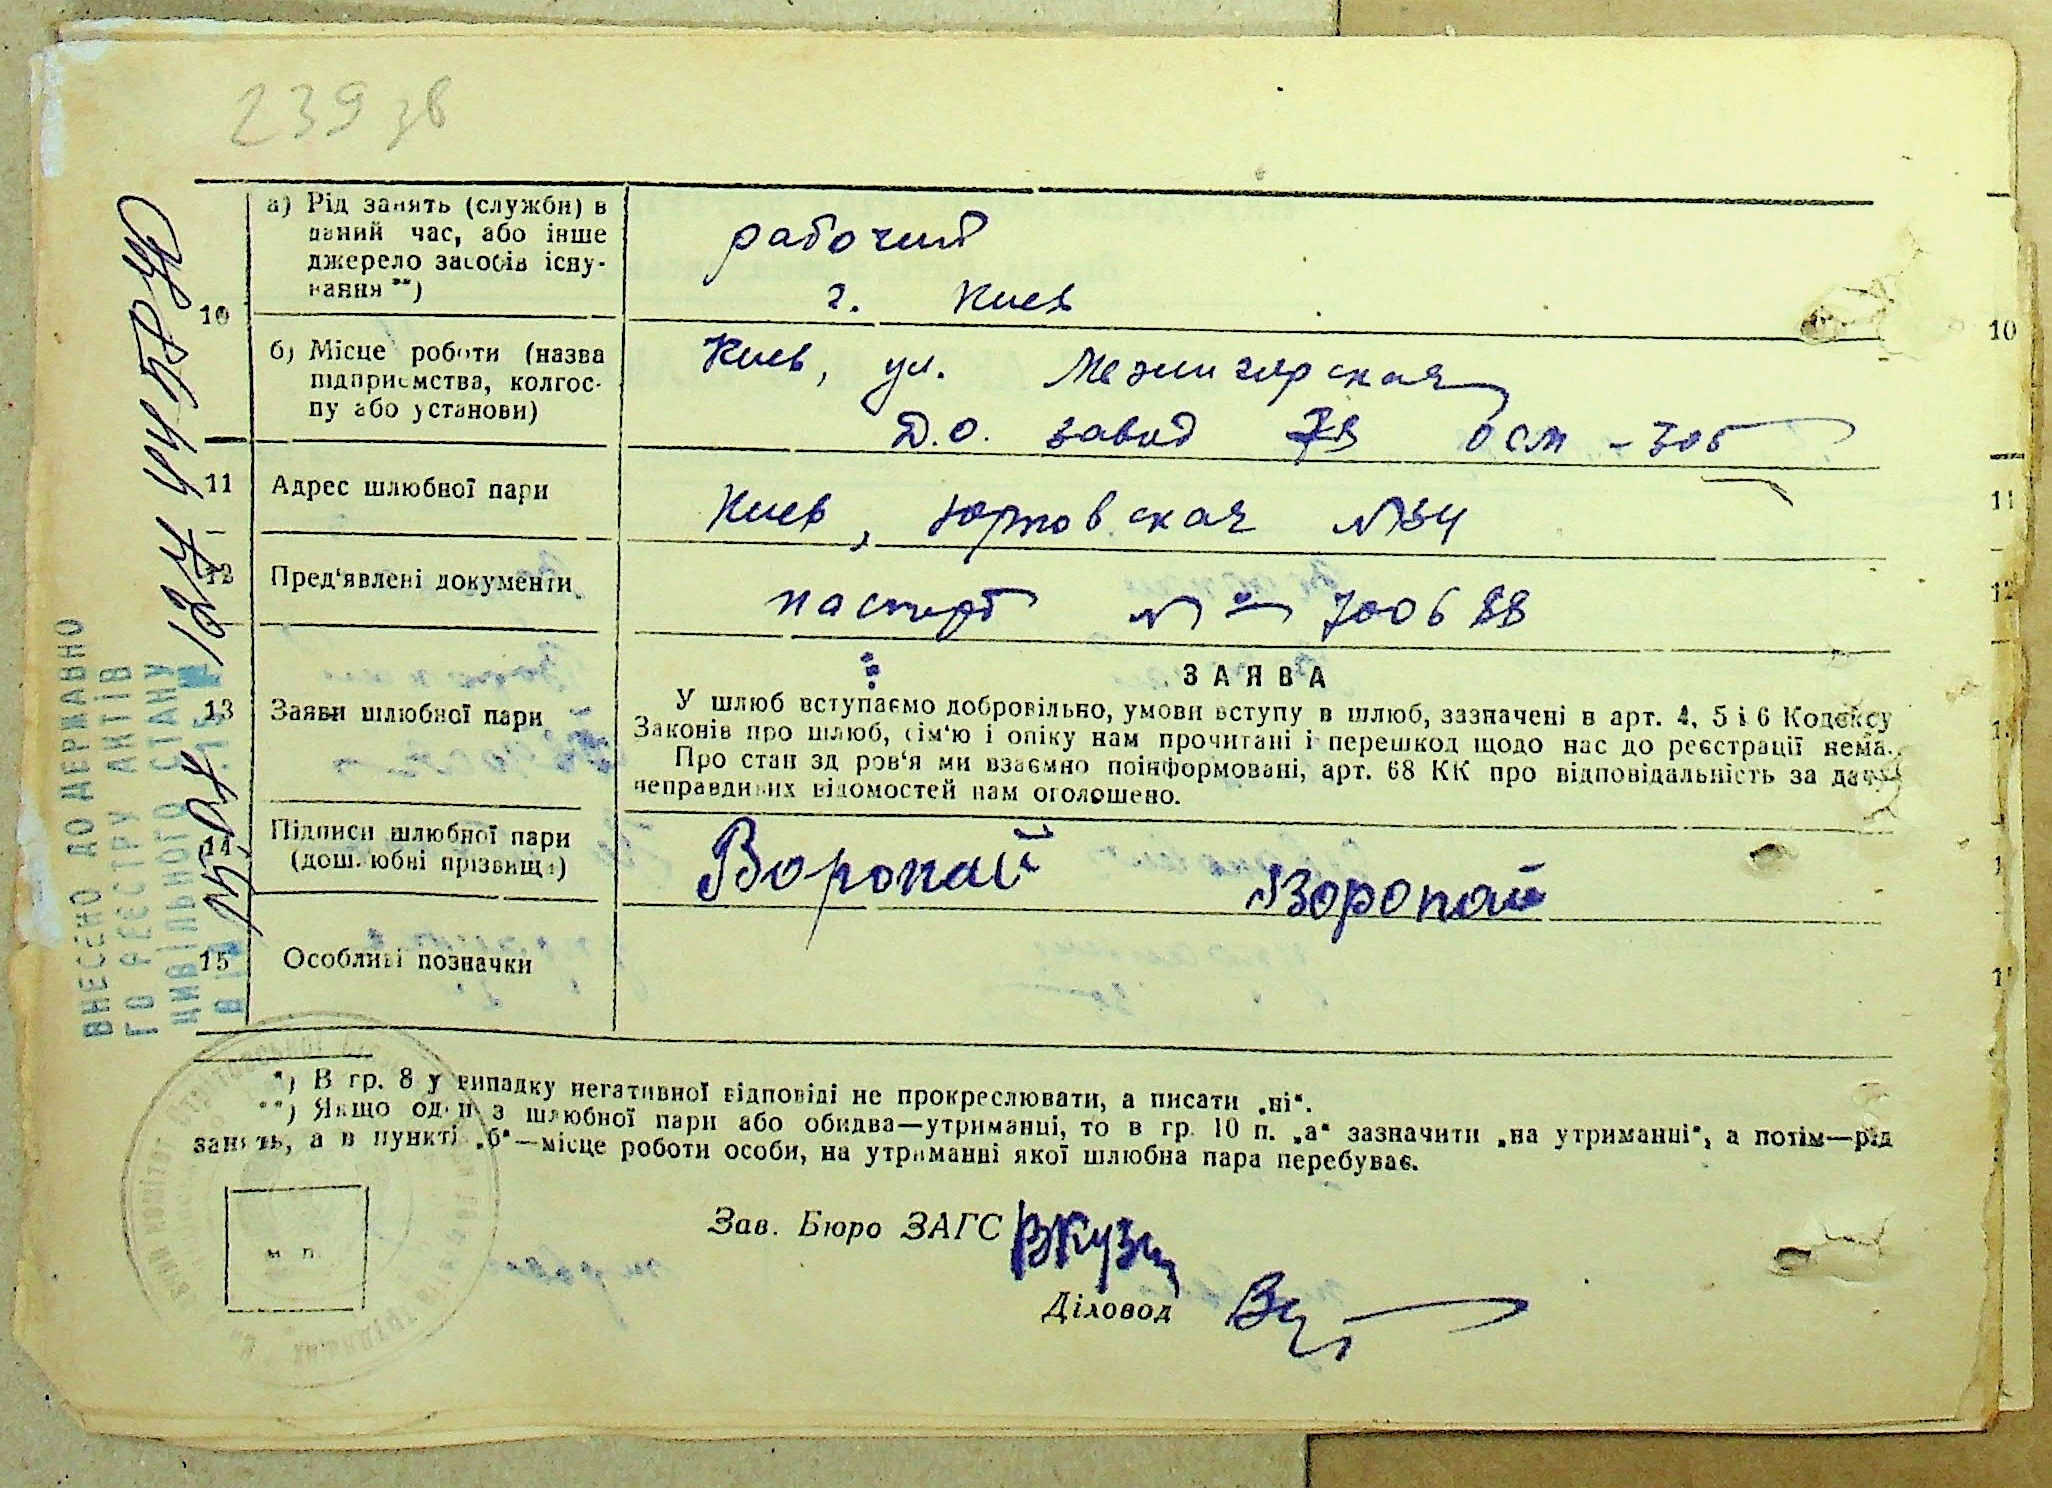 239 зв
10
а) Рід занять (службн) в
даний час, або інше
джерело засобів існу-
вання **)
рабочий
г. Киев
10
б) Місце роботи (назва
підприємства, колгос-
пу або установи)
Киев, ул. Межигорская
Д.О. завод
11
Адрес шлюбної пари
Киев, Юрковская №34
11
12
Пред'явлені документи
паспорт № 700688
12
13
Заяви шлюбної пари
ЗАЯВА
У шлюб вступаємо добровільно, умови вступу в шлюб, зазначені в арт. 4, 5 і 6 Кодексу
Законів про шлюб, сім'ю і опіку нам прочитані і перешкод щодо нас до реєстрації нема.
Про стан здоров'я ми взаємно поінформовані, арт. 68 КК про відповідальність за дачу
неправдивих відомостей нам оголошено.
14
Підписи шлюбної пари
(дошлюбні прізвища)
Воропай Воропай
15
Особливі позначки
*) В гр. 8 у випадку негативної відповіді не прокреслювати, а писати „ні“.
**) Якщо один з шлюбної пари або обидва—утриманці, то в гр. 10 п. „а“ зазначити „на утриманні“, а потім—рід
занять, а в пункті „б“—місце роботи особи, на утриманні якої шлюбна пара перебуває.
м. п.
Зав. Бюро ЗАГС
Діловод
ВНЕСЕНО ДО ДЕРЖАВНО
ГО РЕЄСТРУ АКТІВ
ЦИВІЛЬНОГО СТАНУ